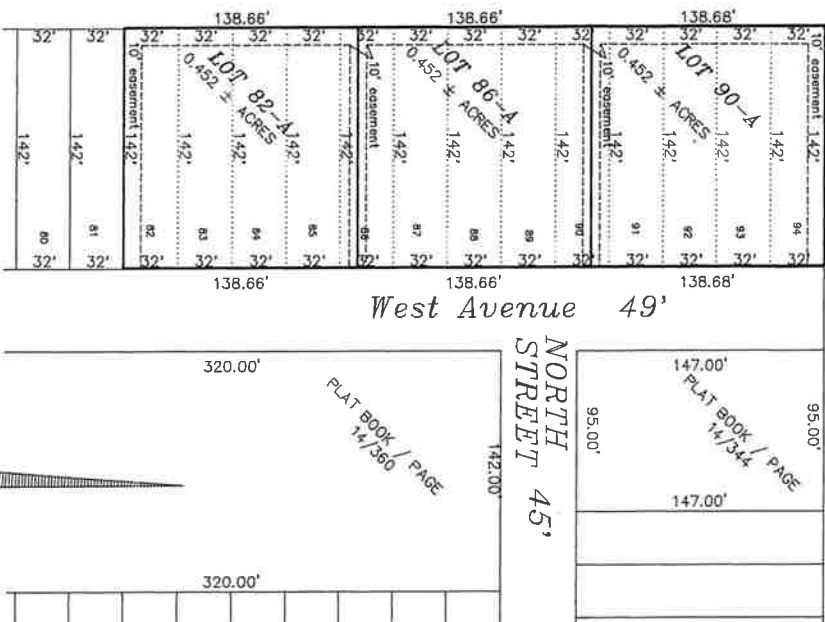 138.66' 138.66' 138.68'
32' 32' 32' 32' 32' 32' 32' 32' 32' 32' 32' 32' 32' 32' 32'
10' easement
LOT 82-A
0.452 ± ACRES
10' easement
LOT 86-A
0.452 ± ACRES
10' easement
LOT 90-A
0.452 ± ACRES
10' easement
142' 142' 142' 142' 142' 142' 142' 142' 142' 142' 142' 142' 142' 142' 142'
80 81 82 83 84 85 86 87 88 89 90 91 92 93 94
32' 32' 32' 32' 32' 32' 32' 32' 32' 32' 32' 32' 32' 32' 32'
138.66' 138.66' 138.68'
West Avenue 49'
NORTH
STREET 45'
320.00'
PLAT BOOK / PAGE
14/360
142.00'
320.00'
147.00'
95.00'
PLAT BOOK / PAGE
14/344
95.00'
147.00'